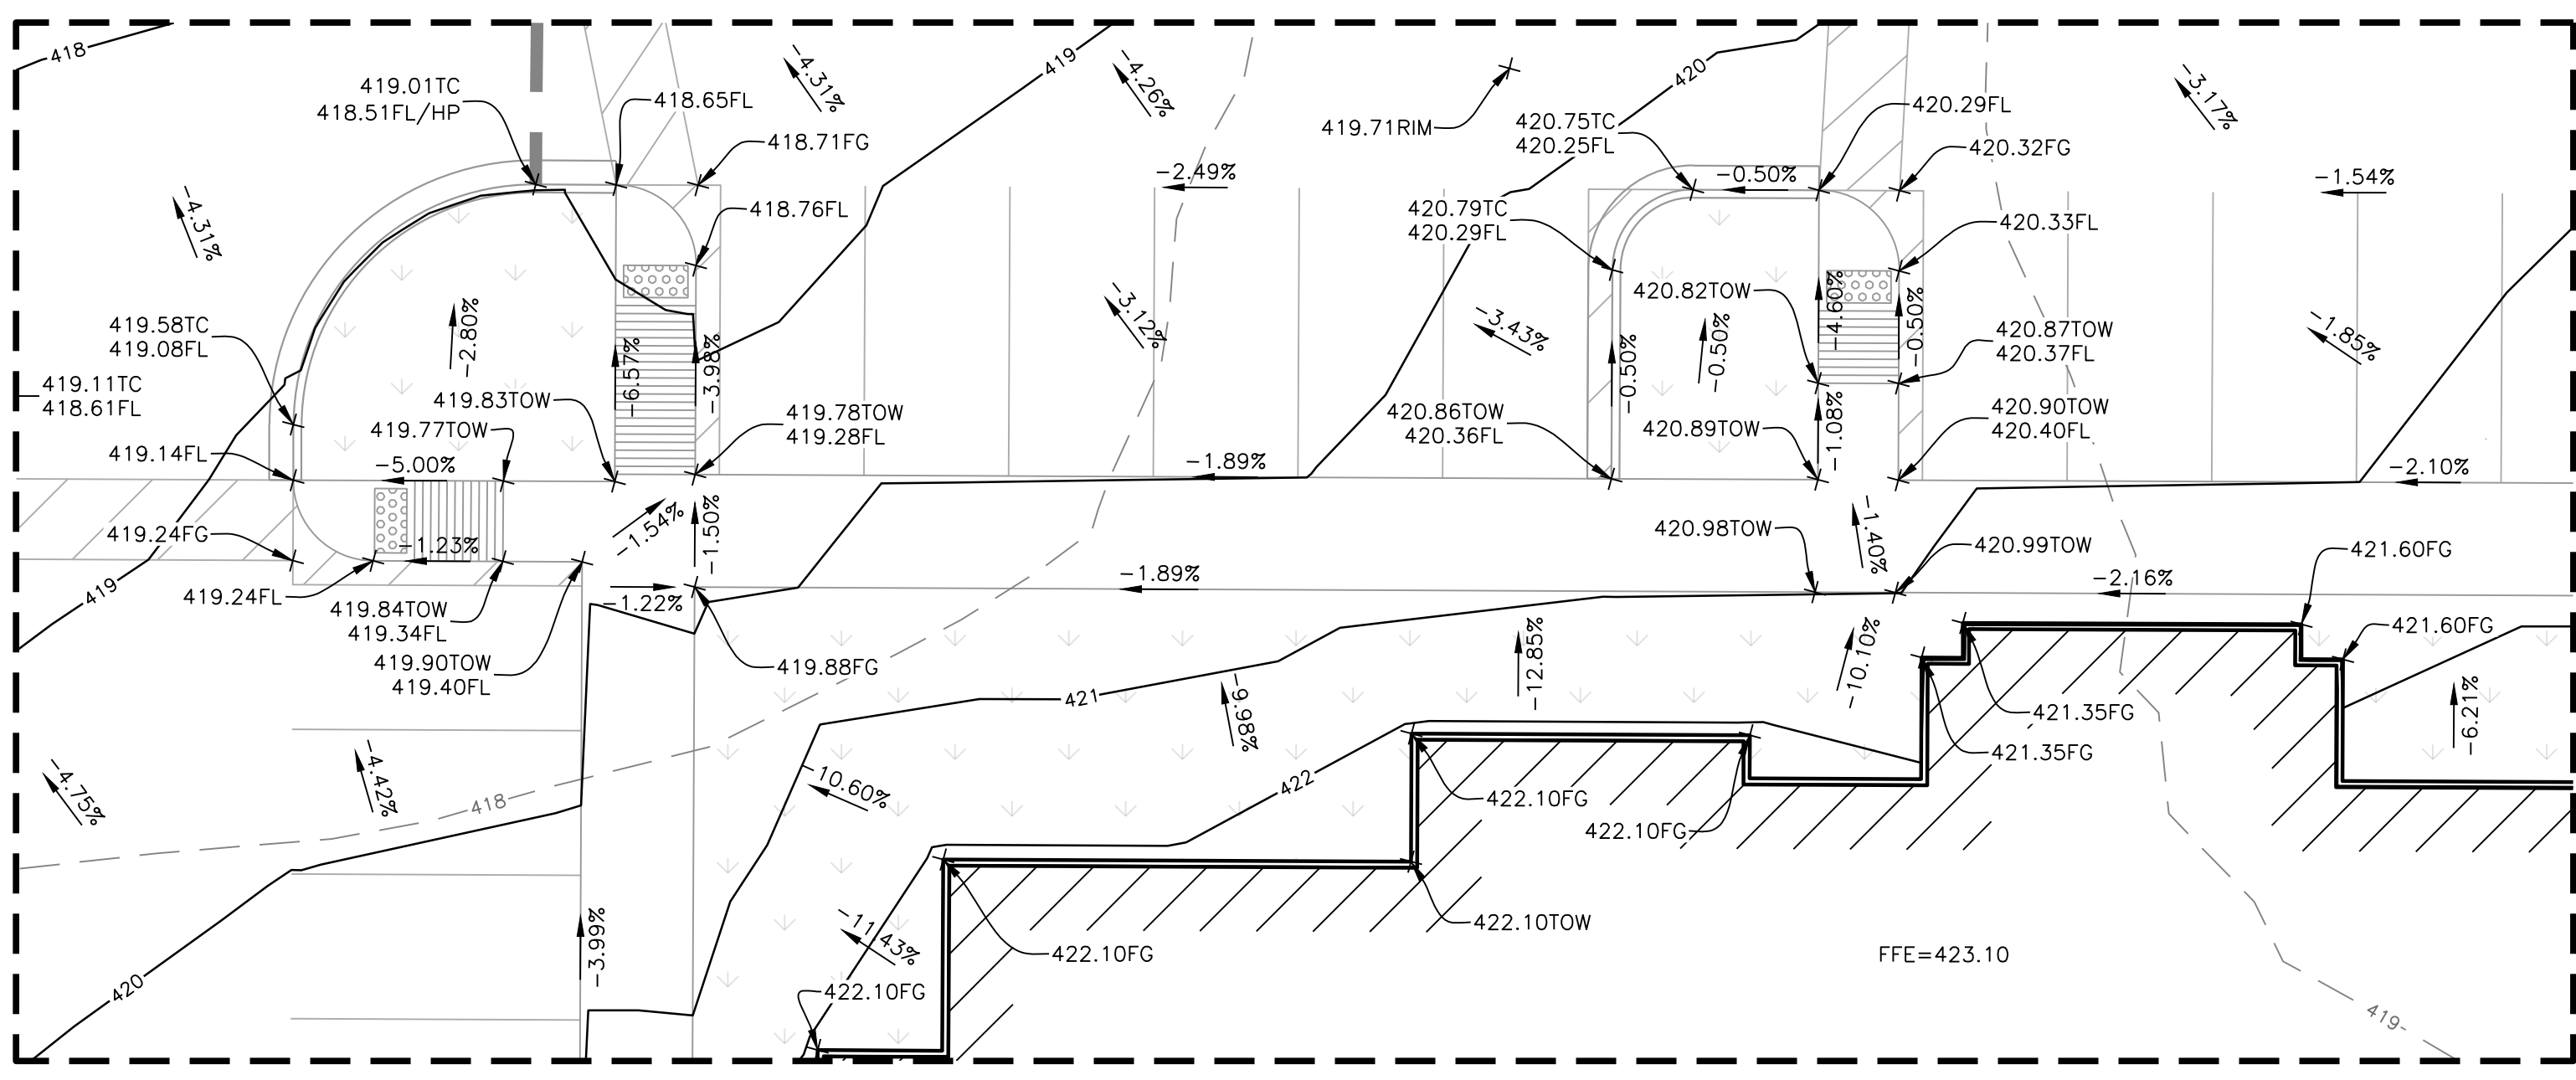 418
419.01TC
418.51FL/HP
418.65FL
-4.31%
419
-4.26%
420
-3.17%
418.71FG
419.71RIM
420.75TC
420.25FL
420.29FL
420.32FG
-4.31%
418.76FL
-2.49%
-0.50%
-1.54%
420.79TC
420.29FL
420.33FL
419.58TC
419.08FL
-2.80%
-6.57%
-3.98%
-3.12%
-3.43%
420.82TOW
-4.60%
-0.50%
-0.50%
-0.50%
420.87TOW
420.37FL
-1.85%
419.11TC
418.61FL
419.83TOW
419.77TOW
419.78TOW
419.28FL
420.86TOW
420.36FL
420.89TOW
-1.08%
420.90TOW
420.40FL
419.14FL
-5.00%
-1.89%
-2.10%
419.24FG
-1.23%
-1.54%
-1.50%
420.98TOW
-1.40%
420.99TOW
421.60FG
419
419.24FL
419.84TOW
419.34FL
-1.22%
-1.89%
-2.16%
419.90TOW
419.40FL
419.88FG
421
-12.85%
-10.10%
421.60FG
-9.98%
421.35FG
421.35FG
-6.21%
-4.75%
-4.42%
418
-10.60%
422
422.10FG
422.10FG
-3.99%
-11.43%
422.10FG
422.10TOW
420
422.10FG
FFE=423.10
419